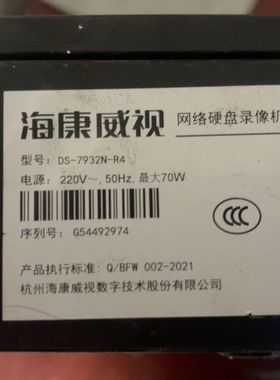 海康威视 网络硬盘录像机
型号: DS-7932N-R4
电源: 220V～, 50Hz, 最大70W
序列号: G54492974
CCC
产品执行标准: Q/BFW 002-2021
杭州海康威视数字技术股份有限公司